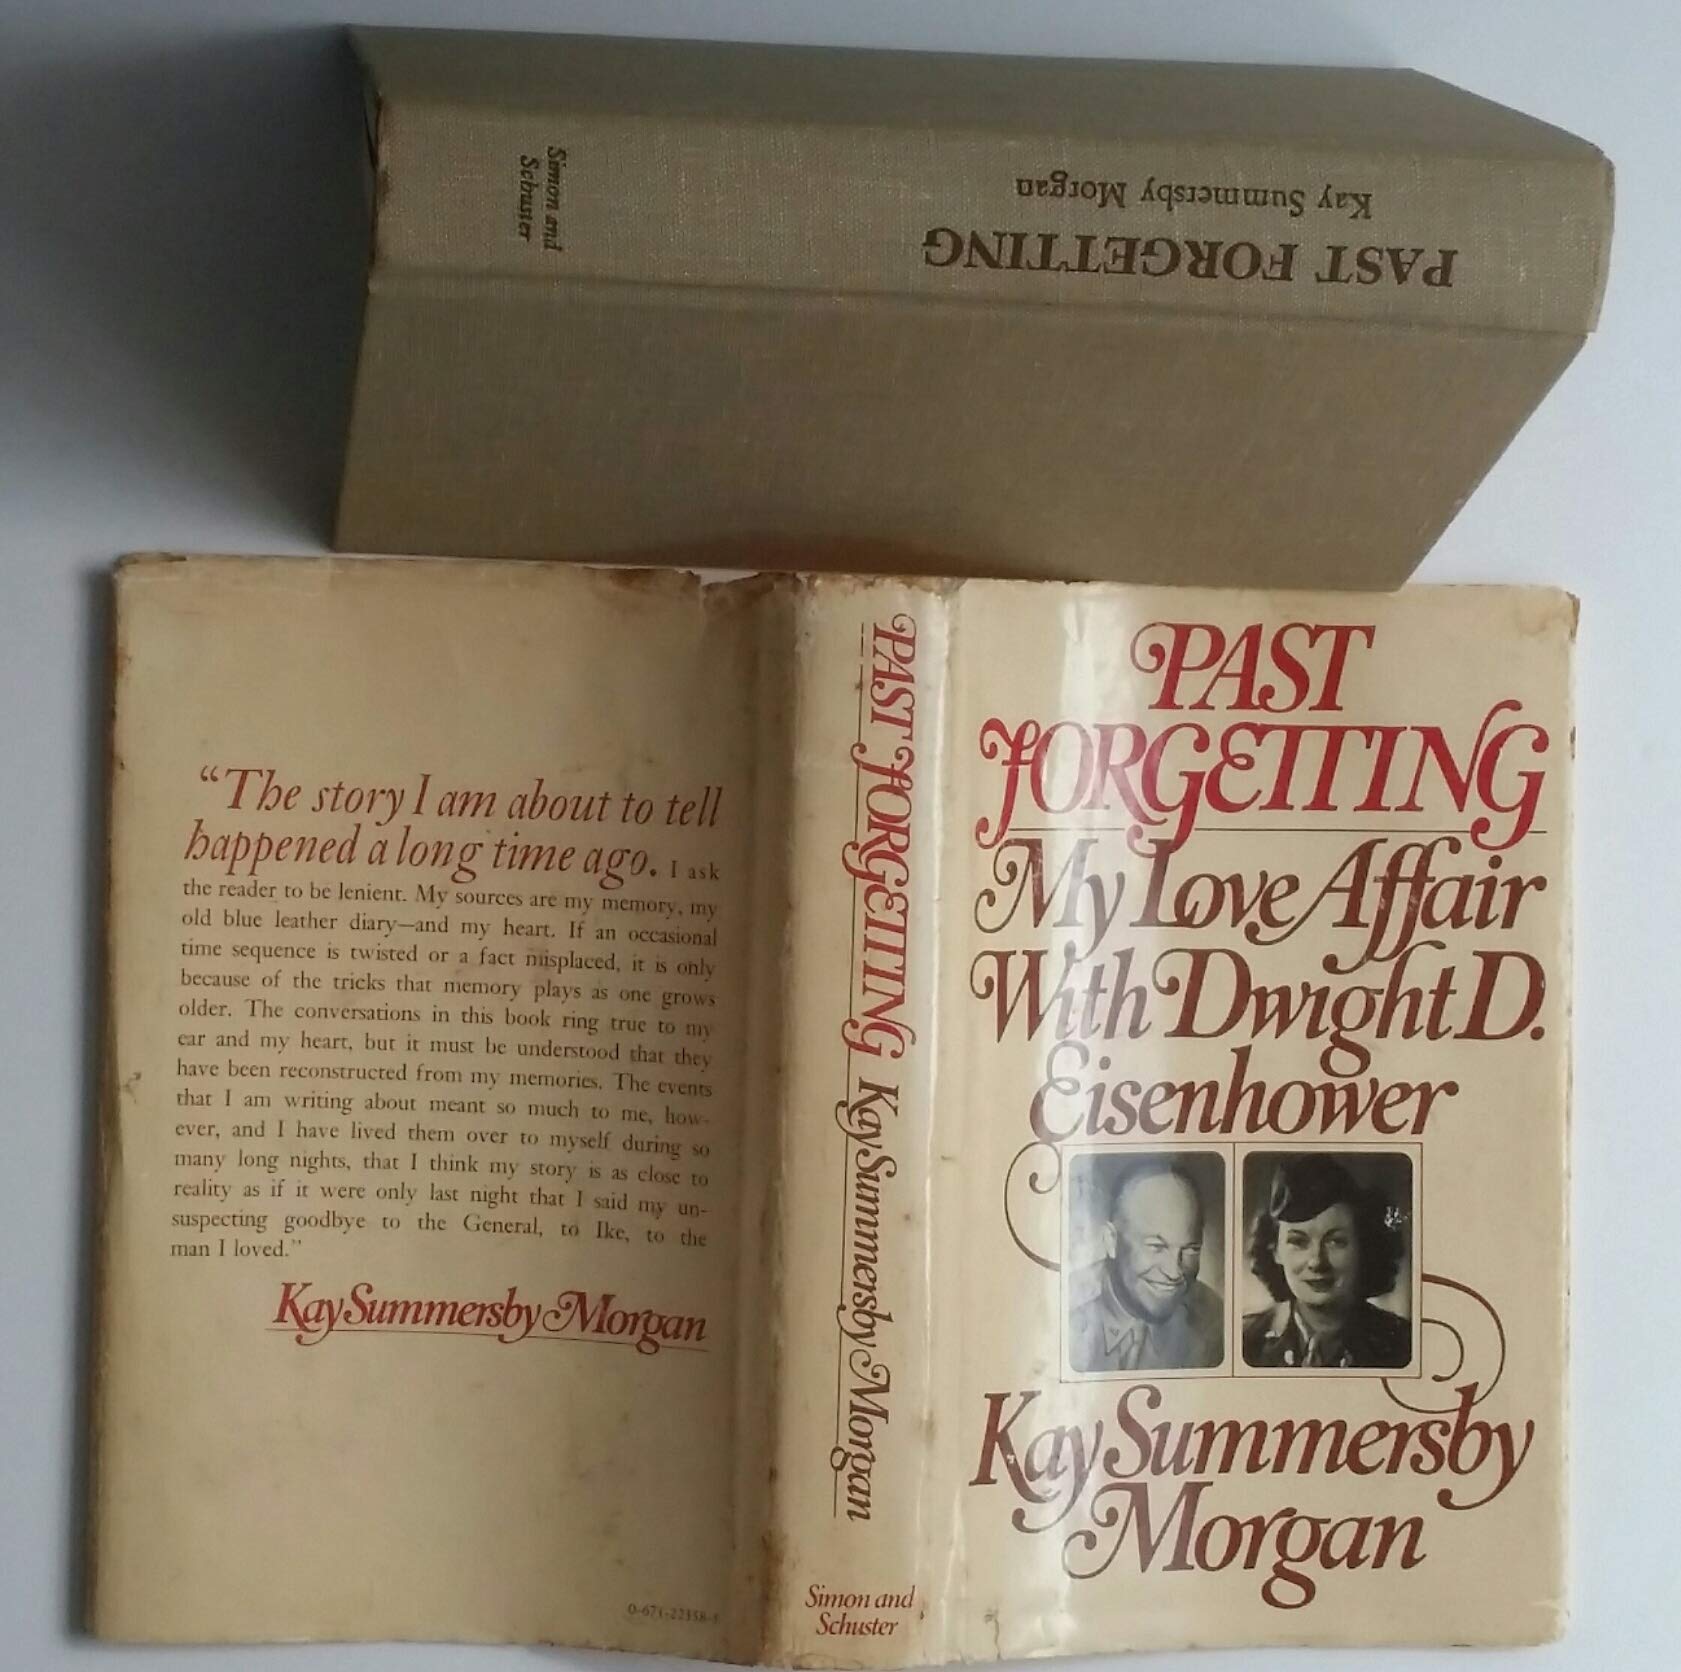 PAST FORGETTING
Kay Summersby Morgan
Simon and
Schuster
"The story I am about to tell
happened a long time ago. I ask
the reader to be lenient. My sources are my memory, my
old blue leather diary—and my heart. If an occasional
time sequence is twisted or a fact misplaced, it is only
because of the tricks that memory plays as one grows
older. The conversations in this book ring true to my
ear and my heart, but it must be understood that they
have been reconstructed from my memories. The events
that I am writing about meant so much to me, how-
ever, and I have lived them over to myself during so
many long nights, that I think my story is as close to
reality as if it were only last night that I said my un-
suspecting goodbye to the General, to Ike, to the
man I loved."
Kay Summersby Morgan
PAST FORGETTING Kay Summersby Morgan
Simon and
Schuster
PAST
FORGETTING
My Love Affair
With Dwight D.
Eisenhower
Kay Summersby
Morgan